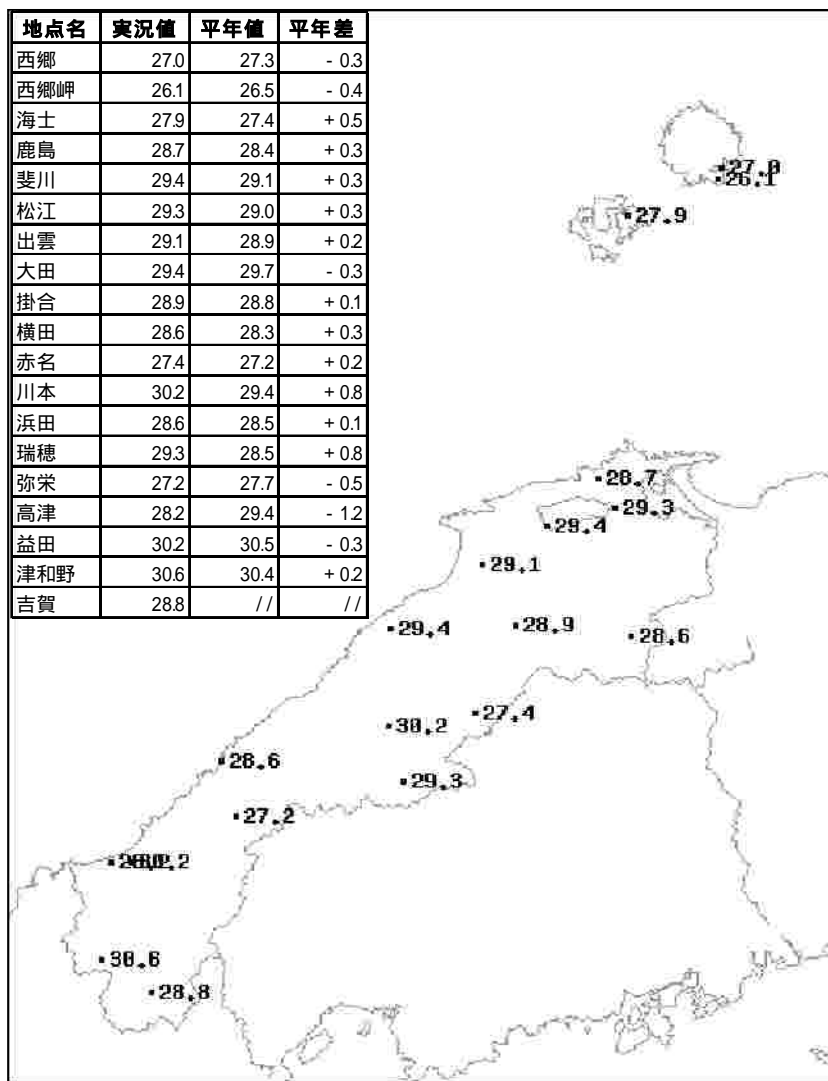 地点名 実況値 平年値 平年差
西郷 27.0 27.3 - 0.3
西郷岬 26.1 26.5 - 0.4
海士 27.9 27.4 + 0.5
鹿島 28.7 28.4 + 0.3
斐川 29.4 29.1 + 0.3
松江 29.3 29.0 + 0.3
出雲 29.1 28.9 + 0.2
大田 29.4 29.7 - 0.3
掛合 28.9 28.8 + 0.1
横田 28.6 28.3 + 0.3
赤名 27.4 27.2 + 0.2
川本 30.2 29.4 + 0.8
浜田 28.6 28.5 + 0.1
瑞穂 29.3 28.5 + 0.8
弥栄 27.2 27.7 - 0.5
高津 28.2 29.4 - 1.2
益田 30.2 30.5 - 0.3
津和野 30.6 30.4 + 0.2
吉賀 28.8 // //
27.0
26.1
27.9
28.7
29.3
29.4
29.1
29.4
28.9
28.6
27.4
30.2
28.6
29.3
27.2
30.6
28.8